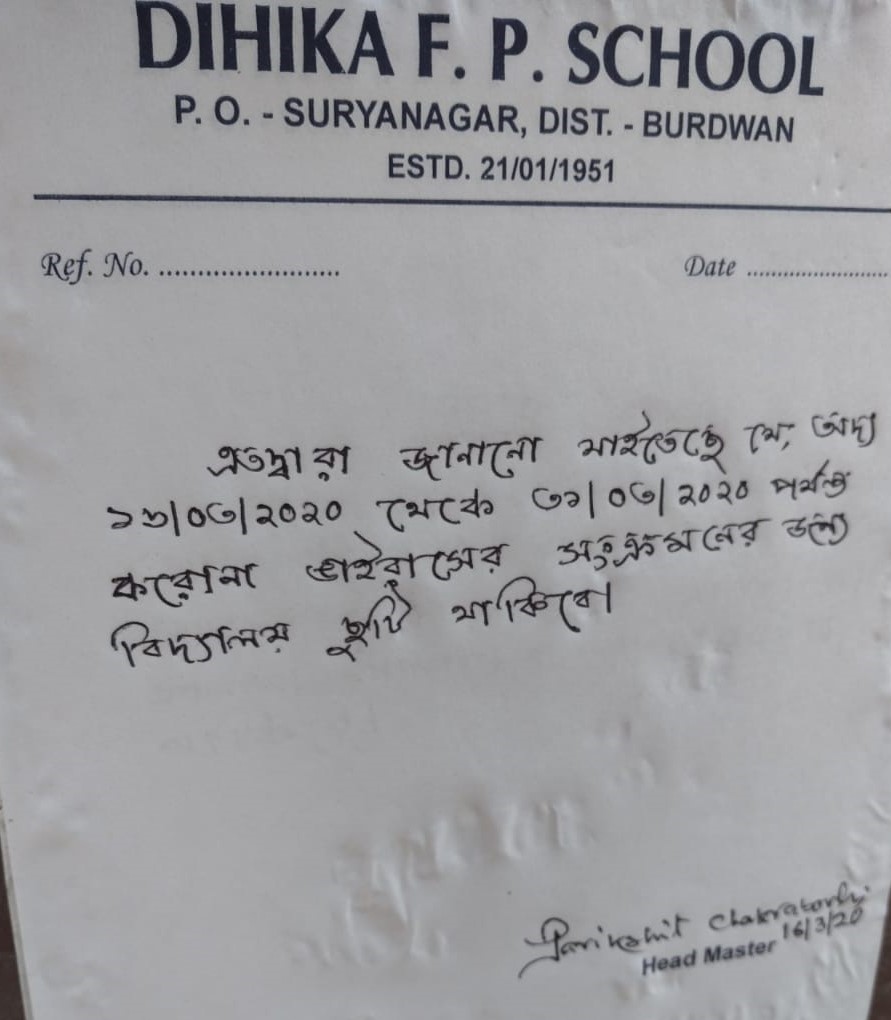 DIHIKA F. P. SCHOOL
P. O. - SURYANAGAR, DIST. - BURDWAN
ESTD. 21/01/1951
Ref. No. ........................
Date ........................
এতদ্বারা জানানো যাইতেছে যে, অদ্য
১৬/০৩/২০২০ থেকে ৩১/০৩/২০২০ পর্যন্ত
করোনা ভাইরাসের সংক্রমনের জন্য
বিদ্যালয় ছুটি থাকিবে।
Parikshit Chakraborty
16/3/20
Head Master